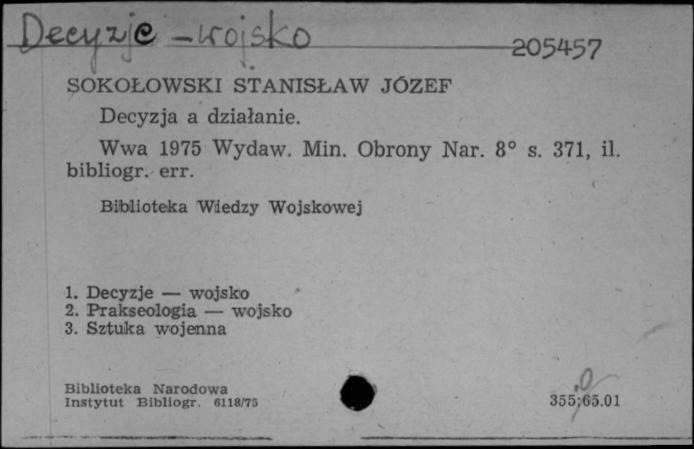 Decyzje - wojsko
205457
SOKOŁOWSKI STANISŁAW JÓZEF
Decyzja a działanie.
Wwa 1975 Wydaw. Min. Obrony Nar. 8° s. 371, il.
bibliogr. err.
Biblioteka Wiedzy Wojskowej
1. Decyzje — wojsko
2. Prakseologia — wojsko
3. Sztuka wojenna
Biblioteka Narodowa
Instytut Bibliogr. 6118/75
.0
355;65.01